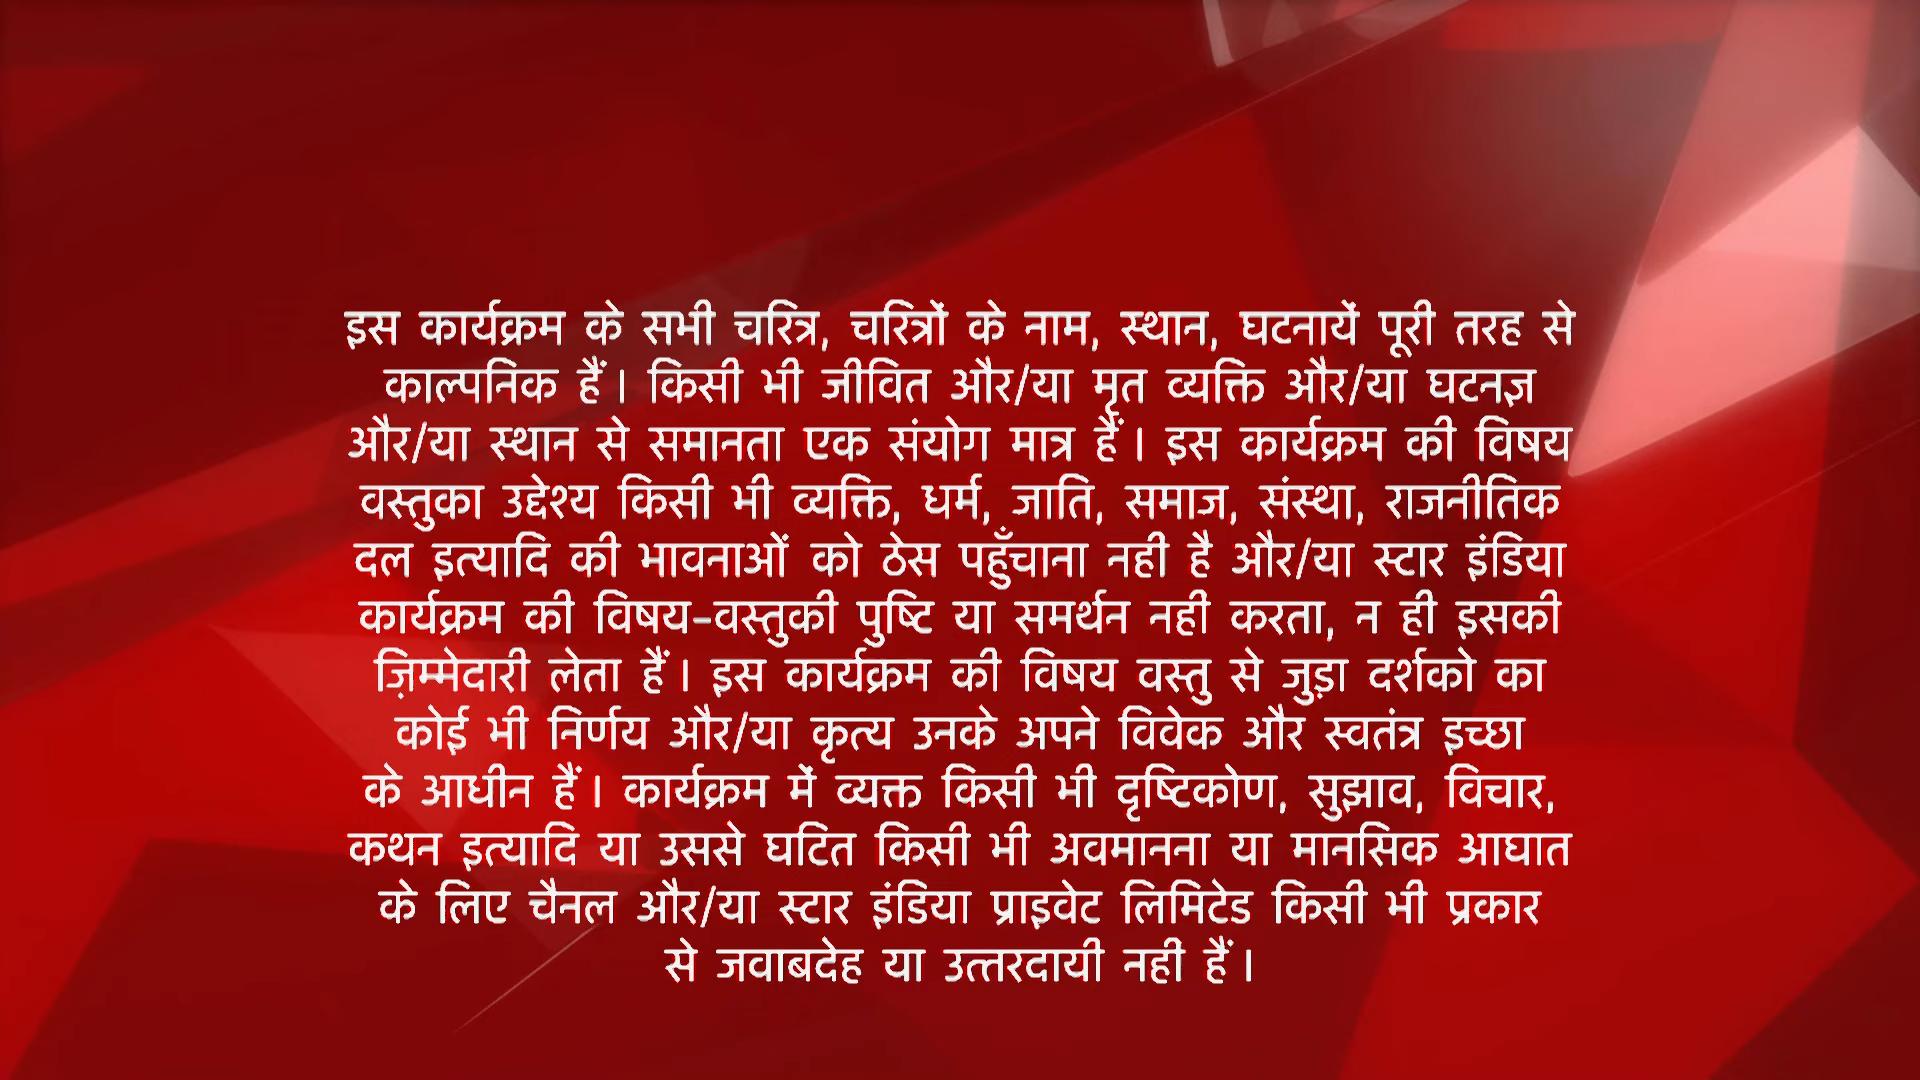 इस कार्यक्रम के सभी चरित्र, चरित्रों के नाम, स्थान, घटनायें पूरी तरह से
काल्पनिक हैं। किसी भी जीवित और/या मृत व्यक्ति और/या घटनज्ञ
और/या स्थान से समानता एक संयोग मात्र हैं। इस कार्यक्रम की विषय
वस्तुका उद्देश्य किसी भी व्यक्ति, धर्म, जाति, समाज, संस्था, राजनीतिक
दल इत्यादि की भावनाओं को ठेस पहुँचाना नही है और/या स्टार इंडिया
कार्यक्रम की विषय-वस्तुकी पुष्टि या समर्थन नही करता, न ही इसकी
ज़िम्मेदारी लेता हैं। इस कार्यक्रम की विषय वस्तु से जुड़ा दर्शको का
कोई भी निर्णय और/या कृत्य उनके अपने विवेक और स्वतंत्र इच्छा
के आधीन हैं। कार्यक्रम में व्यक्त किसी भी दृष्टिकोण, सुझाव, विचार,
कथन इत्यादि या उससे घटित किसी भी अवमानना या मानसिक आघात
के लिए चैनल और/या स्टार इंडिया प्राइवेट लिमिटेड किसी भी प्रकार
से जवाबदेह या उत्तरदायी नही हैं।